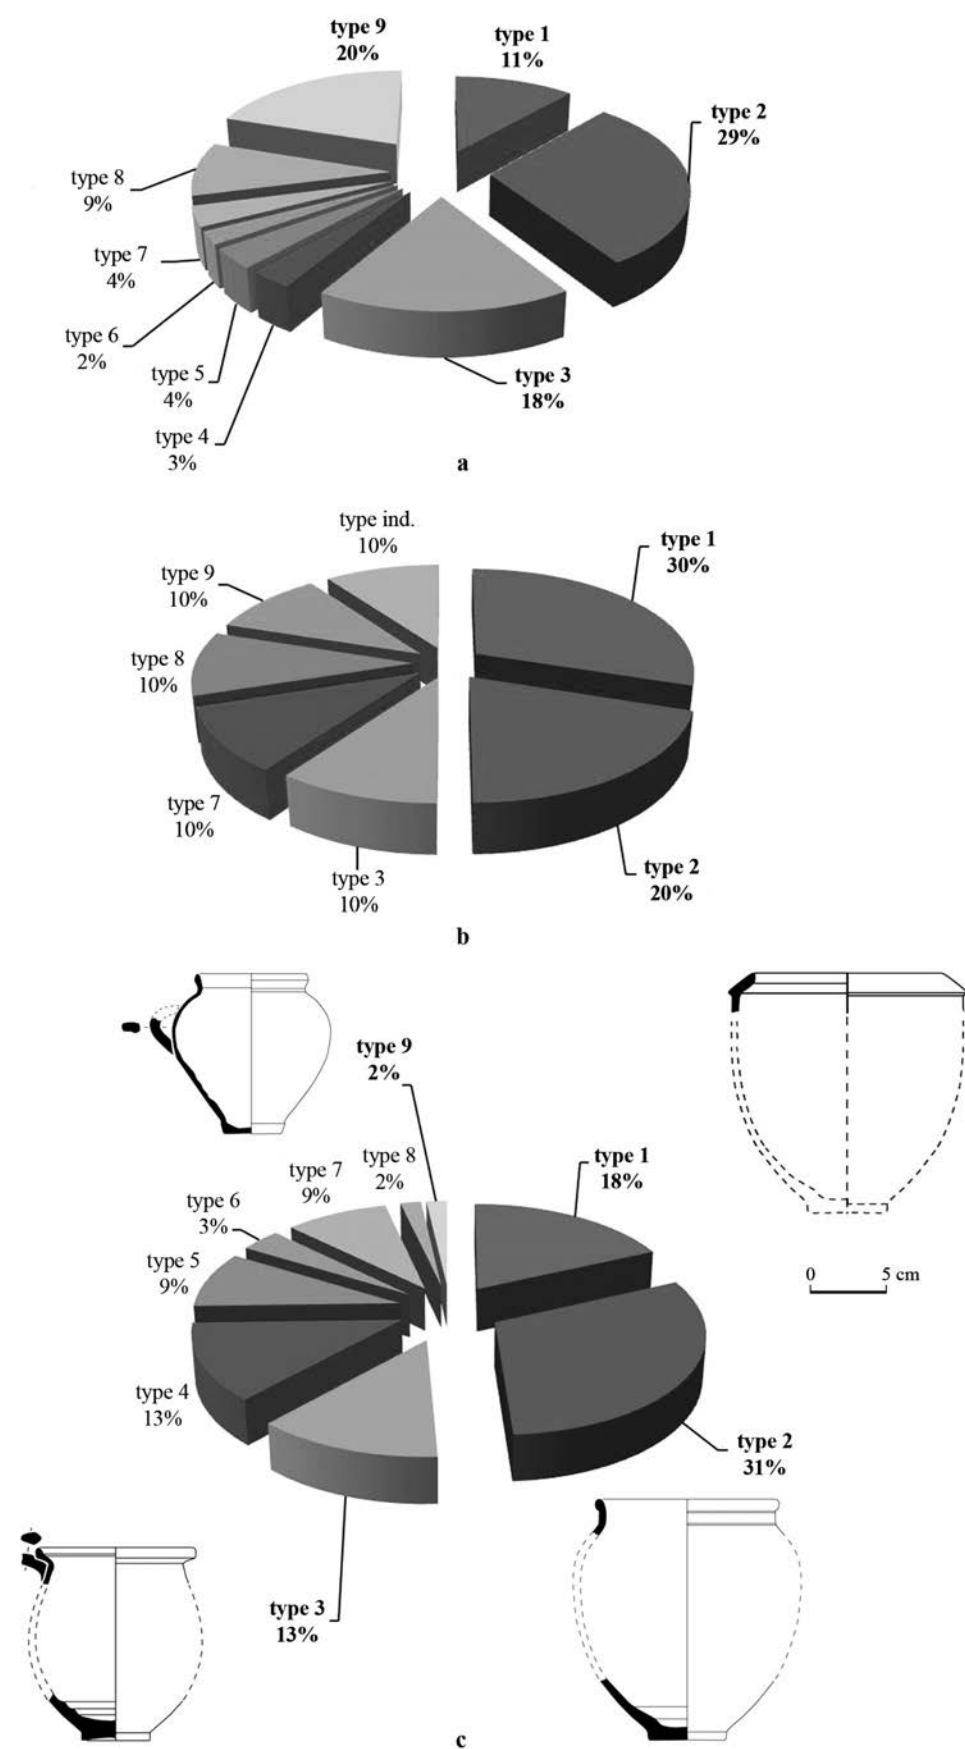 type 9
20%
type 1
11%
type 2
29%
type 8
9%
type 7
4%
type 6
2%
type 5
4%
type 4
3%
type 3
18%
a
type ind.
10%
type 1
30%
type 9
10%
type 8
10%
type 7
10%
type 3
10%
type 2
20%
b
type 9
2%
type 8
2%
type 7
9%
type 1
18%
type 6
3%
type 5
9%
0 5 cm
type 4
13%
type 2
31%
type 3
13%
c